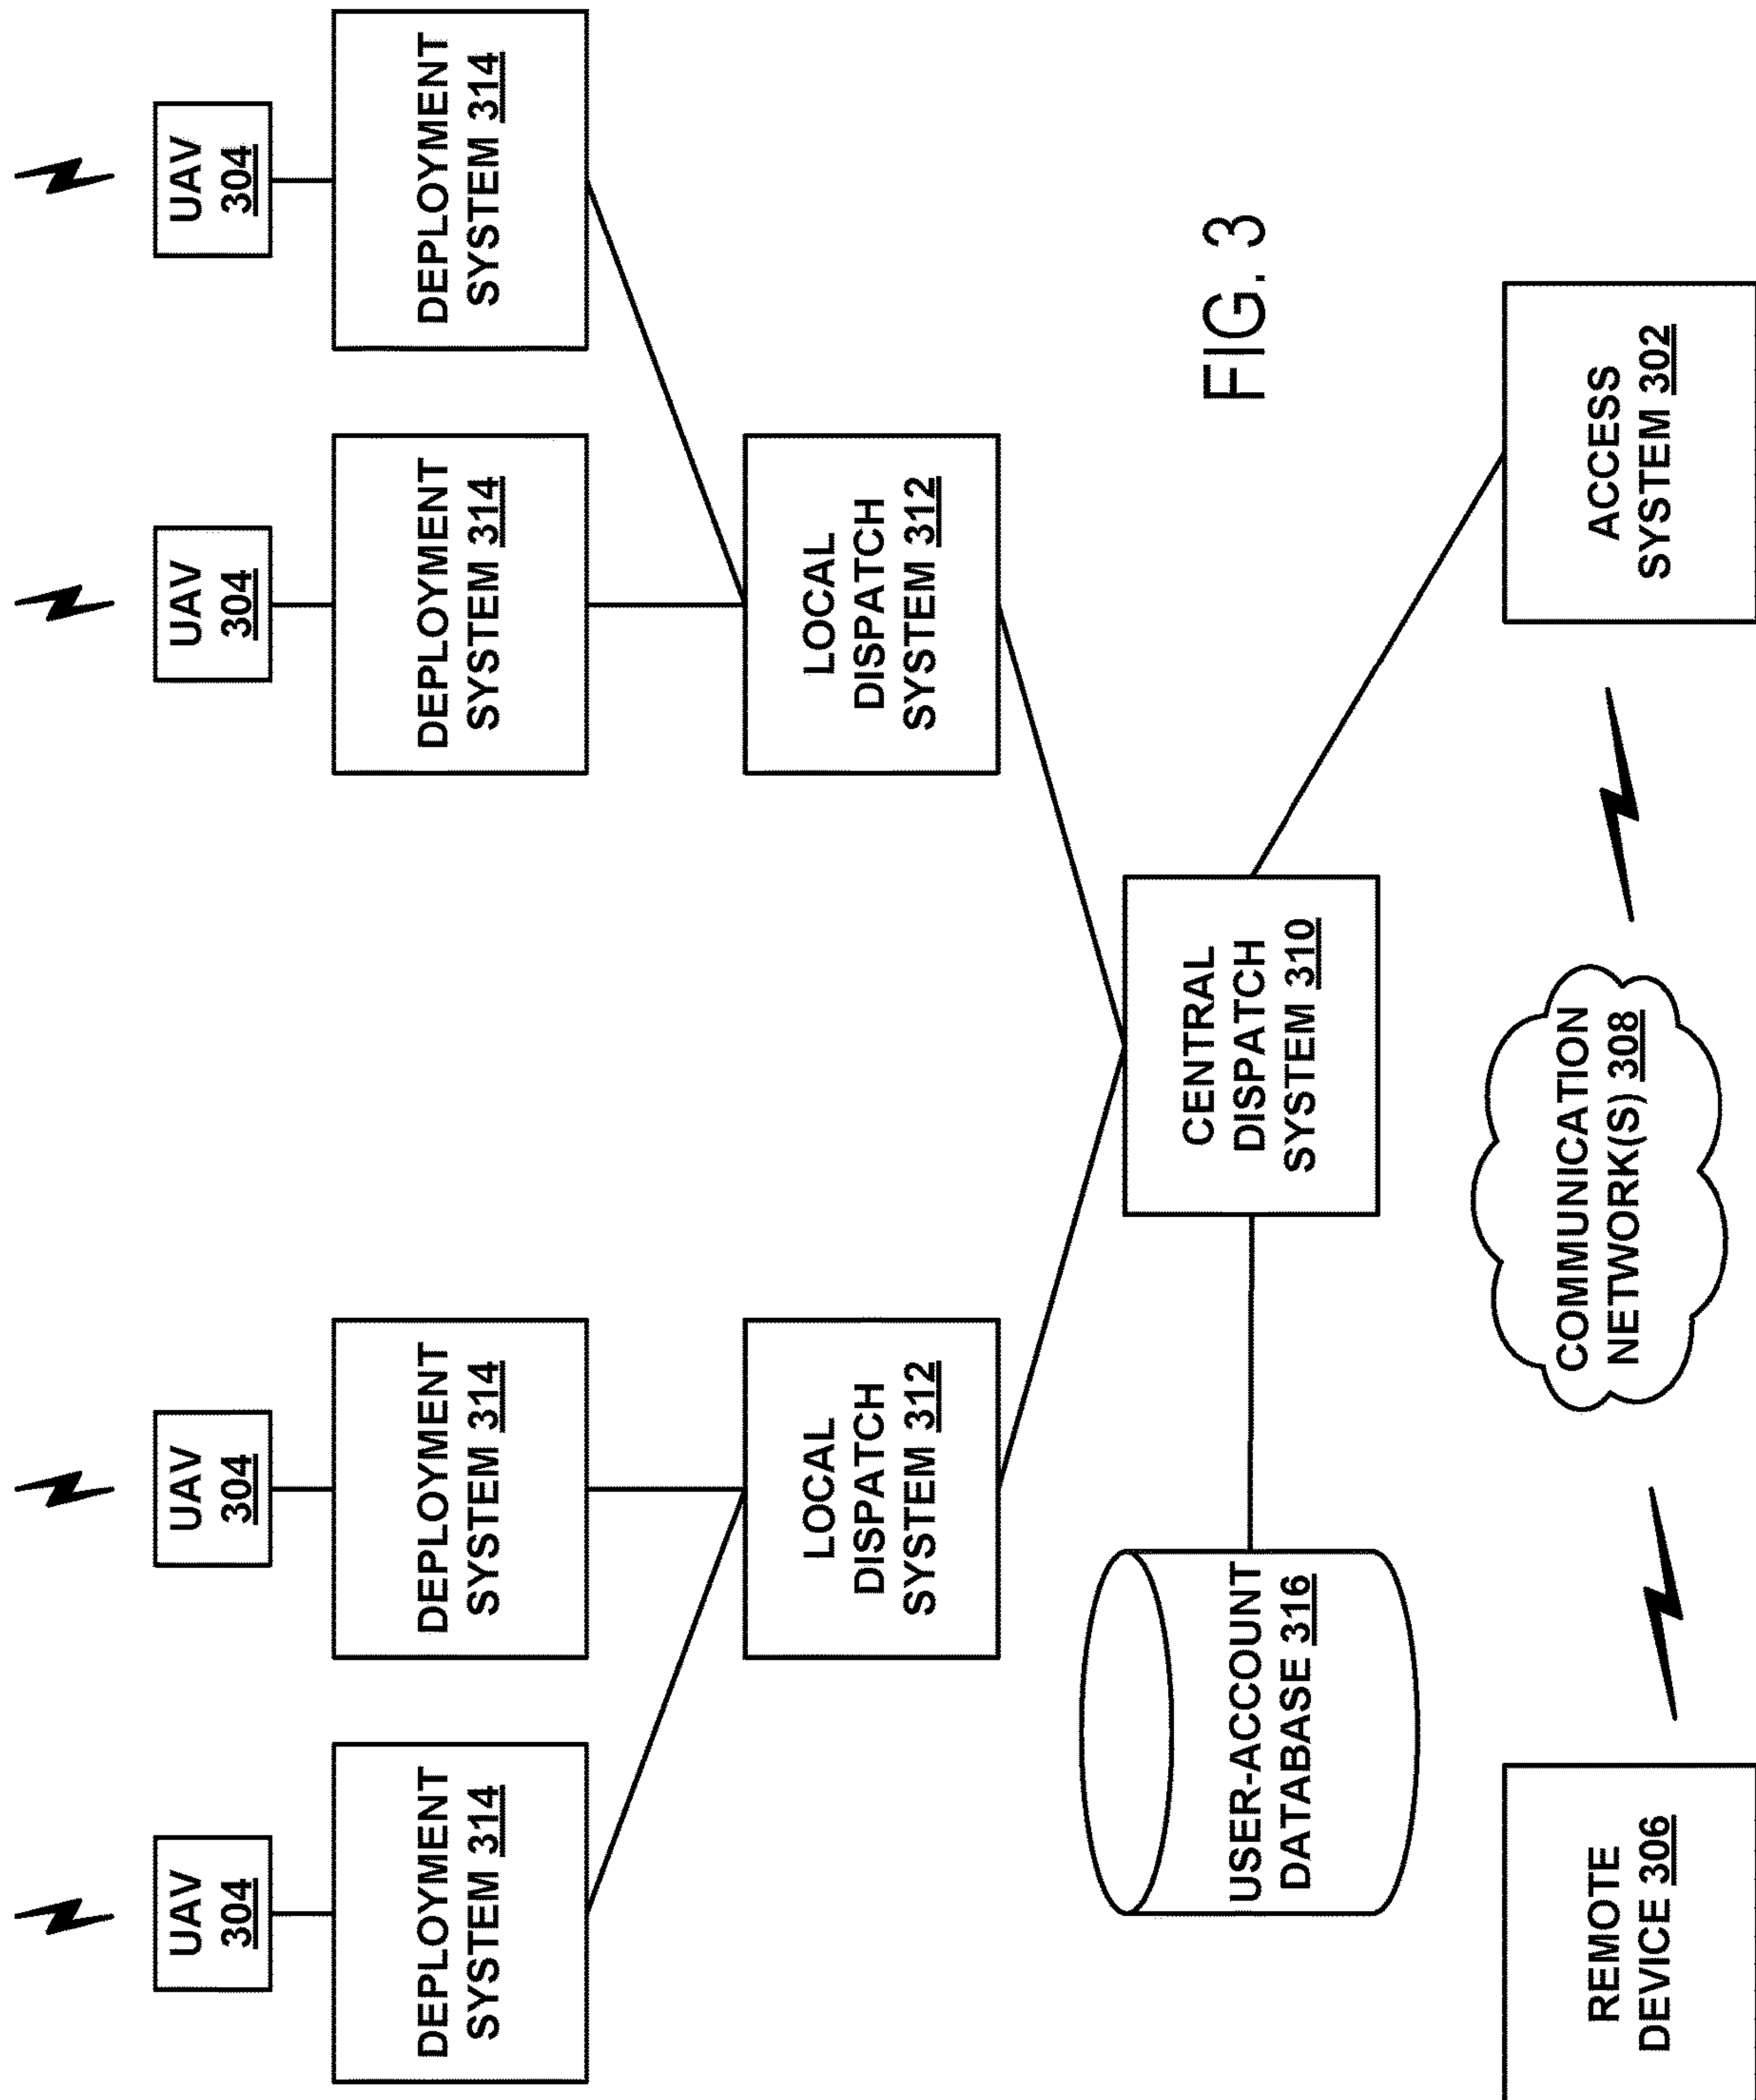 UAV
304
UAV
304
UAV
304
UAV
304
DEPLOYMENT
SYSTEM 314
DEPLOYMENT
SYSTEM 314
DEPLOYMENT
SYSTEM 314
DEPLOYMENT
SYSTEM 314
LOCAL
DISPATCH
SYSTEM 312
LOCAL
DISPATCH
SYSTEM 312
USER-ACCOUNT
DATABASE 316
CENTRAL
DISPATCH
SYSTEM 310
FIG. 3
REMOTE
DEVICE 306
COMMUNICATION
NETWORK(S) 308
ACCESS
SYSTEM 302